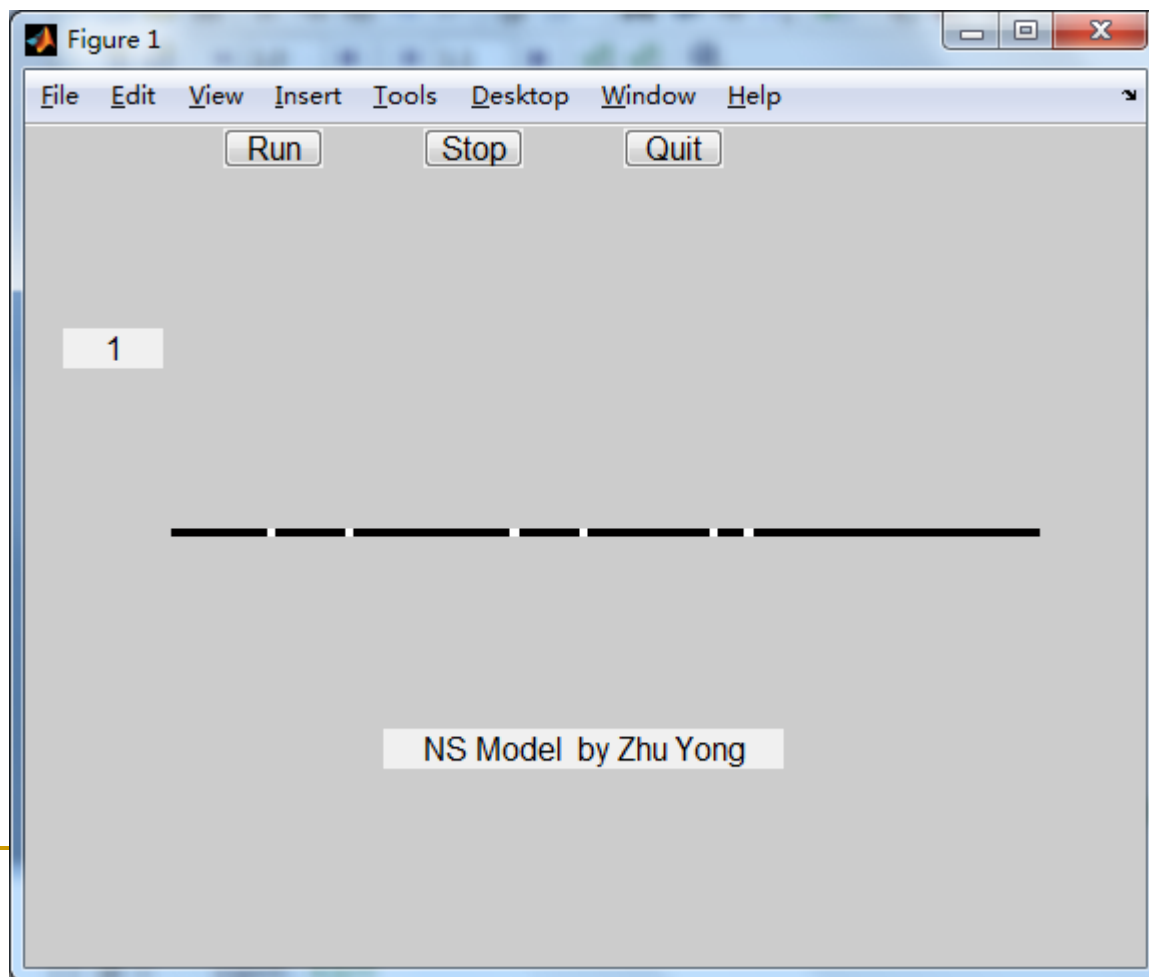 Figure 1
File Edit View Insert Tools Desktop Window Help
Run Stop Quit
1
NS Model by Zhu Yong